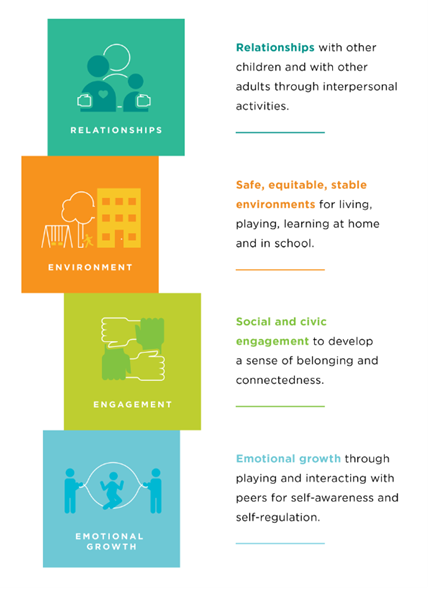 RELATIONSHIPS
Relationships with other
children and with other
adults through interpersonal
activities.
ENVIRONMENT
Safe, equitable, stable
environments for living,
playing, learning at home
and in school.
ENGAGEMENT
Social and civic
engagement to develop
a sense of belonging and
connectedness.
EMOTIONAL
GROWTH
Emotional growth through
playing and interacting with
peers for self-awareness and
self-regulation.